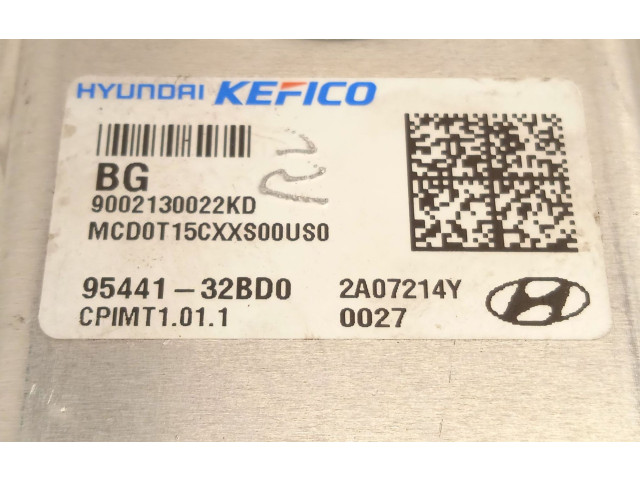 HYUNDAI KEFICO
BG
9002130022KD
MCD0T15CXXS00US0
95441-32BD0 2A07214Y
CPIMT1.01.1 0027